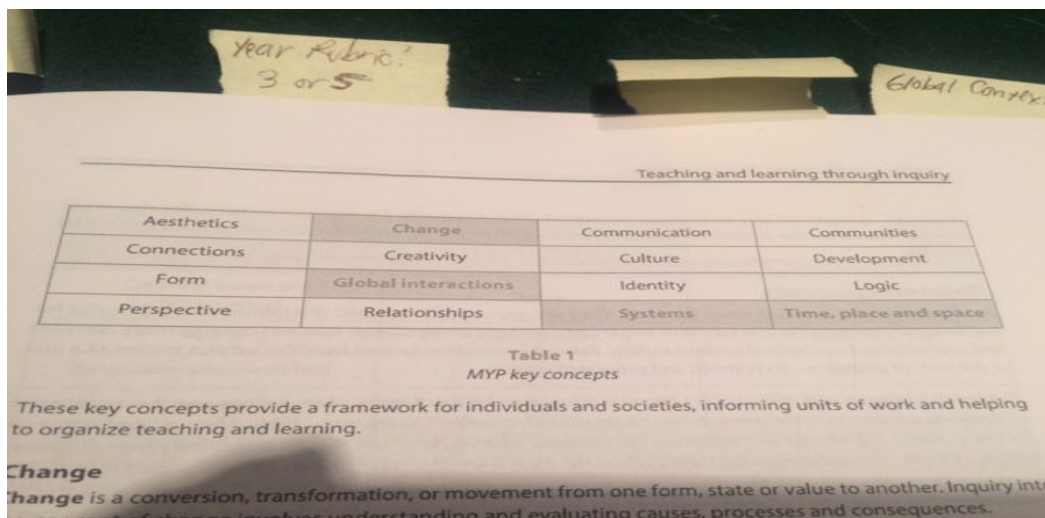 Year Rubric!
3 or 5
Global
Teaching and learning through inquiry
Aesthetics Change Communication Communities
Connections Creativity Culture Development
Form Global interactions Identity Logic
Perspective Relationships Systems Time, place and space
Table 1
MYP key concepts
These key concepts provide a framework for individuals and societies, informing units of work and helping
to organize teaching and learning.
Change
Change is a conversion, transformation, or movement from one form, state or value to another. Inquiry into
of change involves understanding and evaluating causes, processes and consequences.